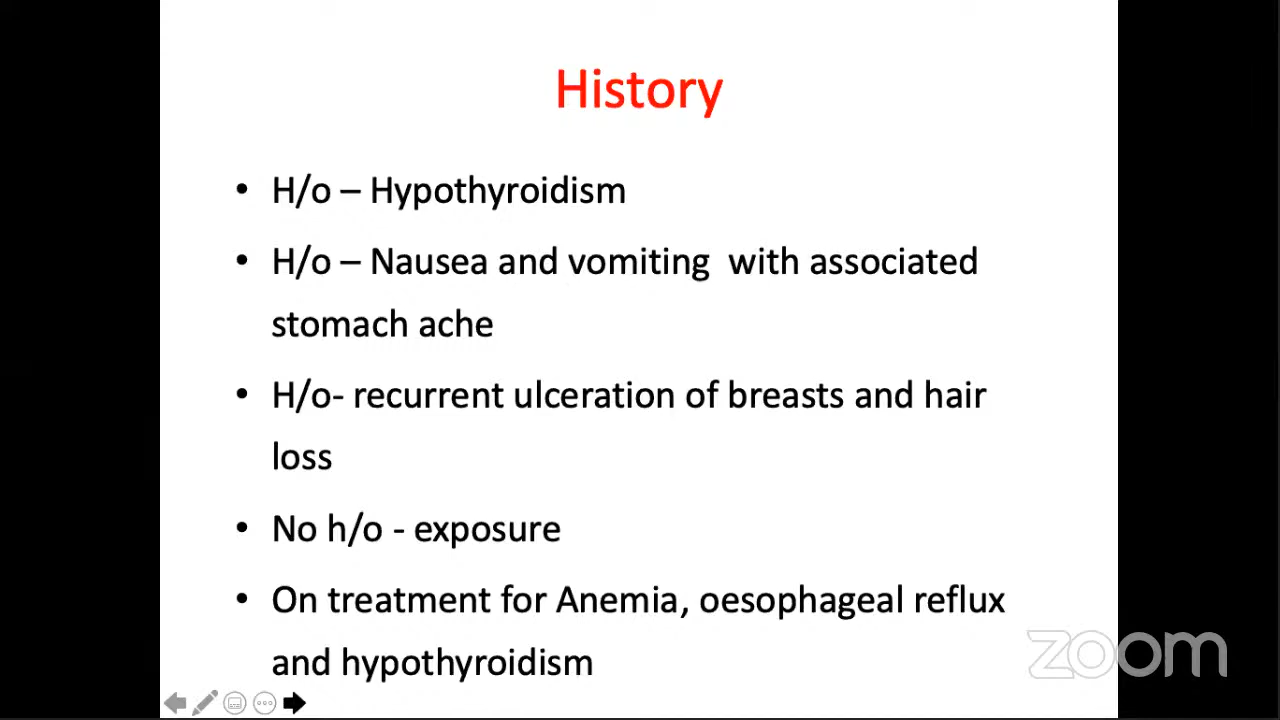 History
• H/o – Hypothyroidism
• H/o – Nausea and vomiting  with associated
stomach ache
• H/o- recurrent ulceration of breasts and hair
loss
• No h/o - exposure
• On treatment for Anemia, oesophageal reflux
and hypothyroidism
zoom